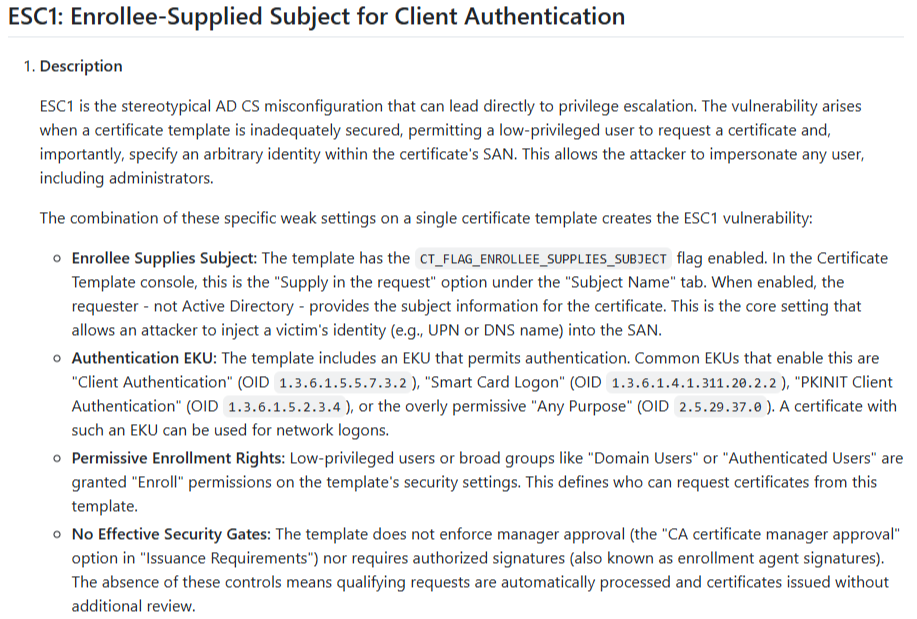 ESC1: Enrollee-Supplied Subject for Client Authentication
1. Description
ESC1 is the stereotypical AD CS misconfiguration that can lead directly to privilege escalation. The vulnerability arises
when a certificate template is inadequately secured, permitting a low-privileged user to request a certificate and,
importantly, specify an arbitrary identity within the certificate's SAN. This allows the attacker to impersonate any user,
including administrators.
The combination of these specific weak settings on a single certificate template creates the ESC1 vulnerability:
◦ Enrollee Supplies Subject: The template has the CT_FLAG_ENROLLEE_SUPPLIES_SUBJECT flag enabled. In the Certificate
Template console, this is the "Supply in the request" option under the "Subject Name" tab. When enabled, the
requester - not Active Directory - provides the subject information for the certificate. This is the core setting that
allows an attacker to inject a victim's identity (e.g., UPN or DNS name) into the SAN.
◦ Authentication EKU: The template includes an EKU that permits authentication. Common EKUs that enable this are
"Client Authentication" (OID 1.3.6.1.5.5.7.3.2 ), "Smart Card Logon" (OID 1.3.6.1.4.1.311.20.2.2 ), "PKINIT Client
Authentication" (OID 1.3.6.1.5.2.3.4 ), or the overly permissive "Any Purpose" (OID 2.5.29.37.0 ). A certificate with
such an EKU can be used for network logons.
◦ Permissive Enrollment Rights: Low-privileged users or broad groups like "Domain Users" or "Authenticated Users" are
granted "Enroll" permissions on the template's security settings. This defines who can request certificates from this
template.
◦ No Effective Security Gates: The template does not enforce manager approval (the "CA certificate manager approval"
option in "Issuance Requirements") nor requires authorized signatures (also known as enrollment agent signatures).
The absence of these controls means qualifying requests are automatically processed and certificates issued without
additional review.